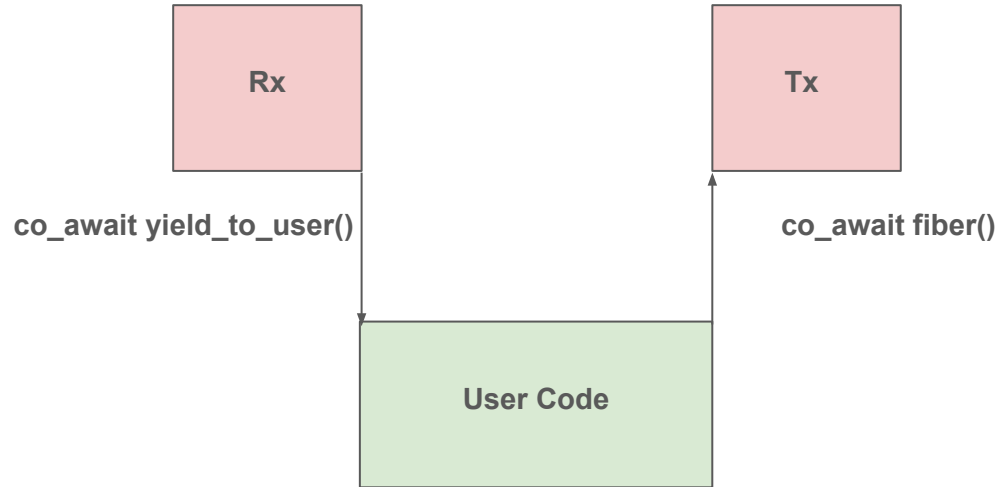 Rx
Tx
co_await yield_to_user()
co_await fiber()
User Code